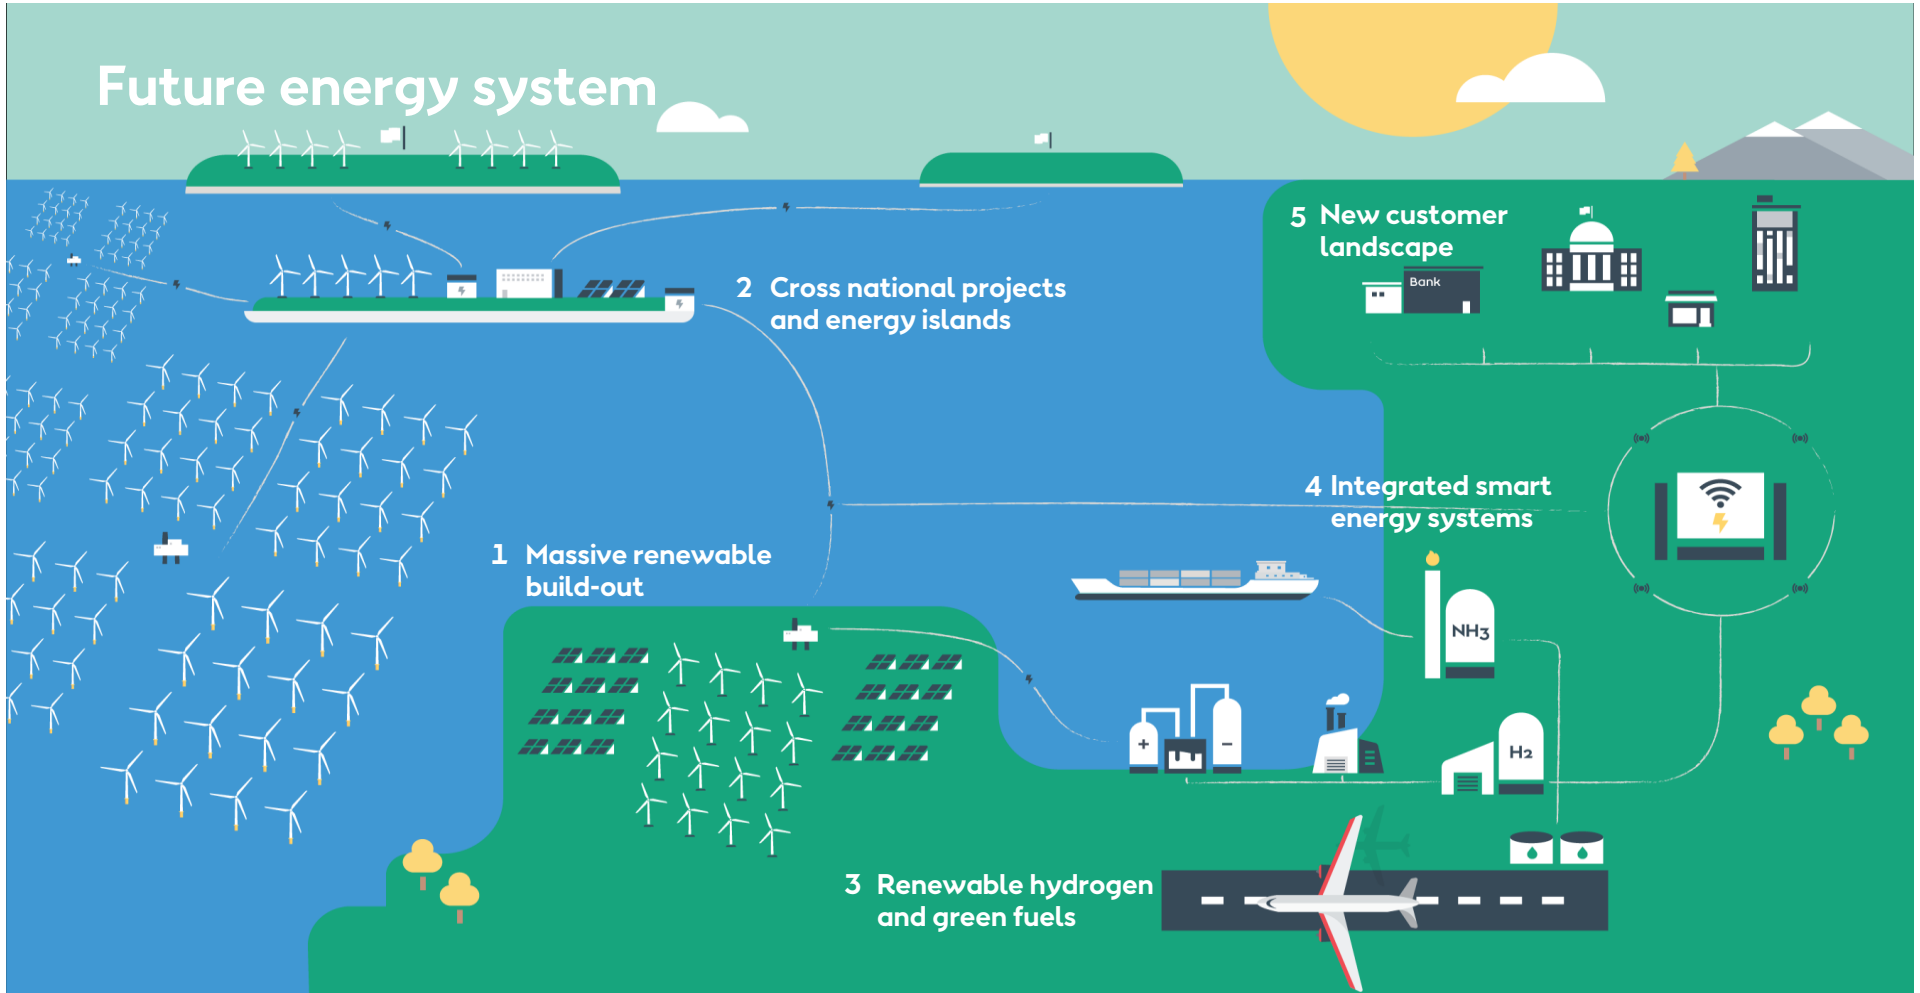 Future energy system
5 New customer
landscape
Bank
2 Cross national projects
and energy islands
4 Integrated smart
energy systems
1 Massive renewable
build-out
NH3
+
−
H2
3 Renewable hydrogen
and green fuels